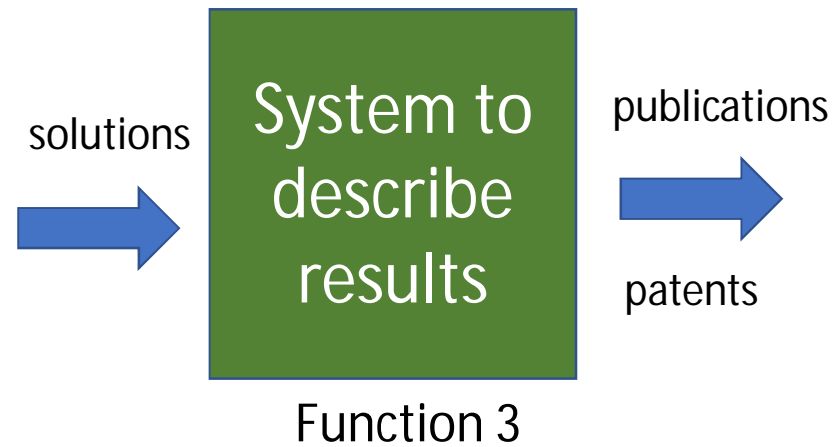 solutions
System to
describe
results
publications
patents
Function 3